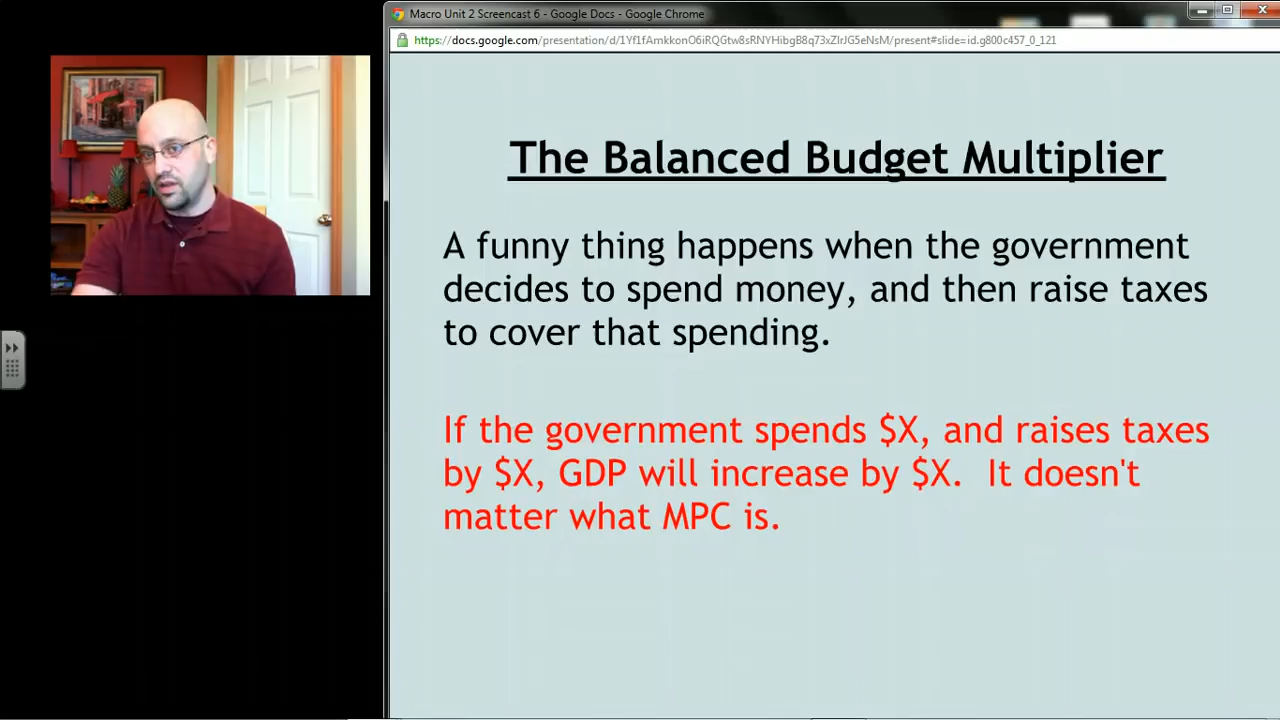 Macro Unit 2 Screencast 6 - Google Docs - Google Chrome
https://docs.google.com/presentation/d/1Yf1fAmkkonO6iRQGtw8sRNYHibgB8q73xZIrJG5eNsM/present#slide=id.g800c457_0_121
The Balanced Budget Multiplier
A funny thing happens when the government
decides to spend money, and then raise taxes
to cover that spending.
If the government spends $X, and raises taxes
by $X, GDP will increase by $X.  It doesn't
matter what MPC is.